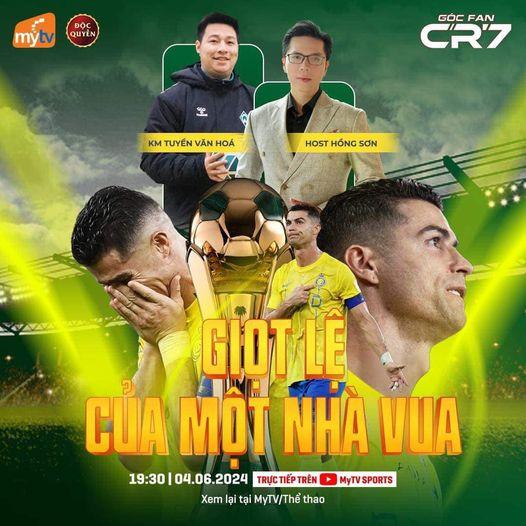 mytv
ĐỘC QUYỀN
GÓC FAN
CR7
KM TUYỂN VĂN HOÁ
HOST HỒNG SƠN
GIỌT LỆ
CỦA MỘT NHÀ VUA
19:30 | 04.06.2024 TRỰC TIẾP TRÊN MyTV SPORTS
Xem lại tại MyTV/Thể thao